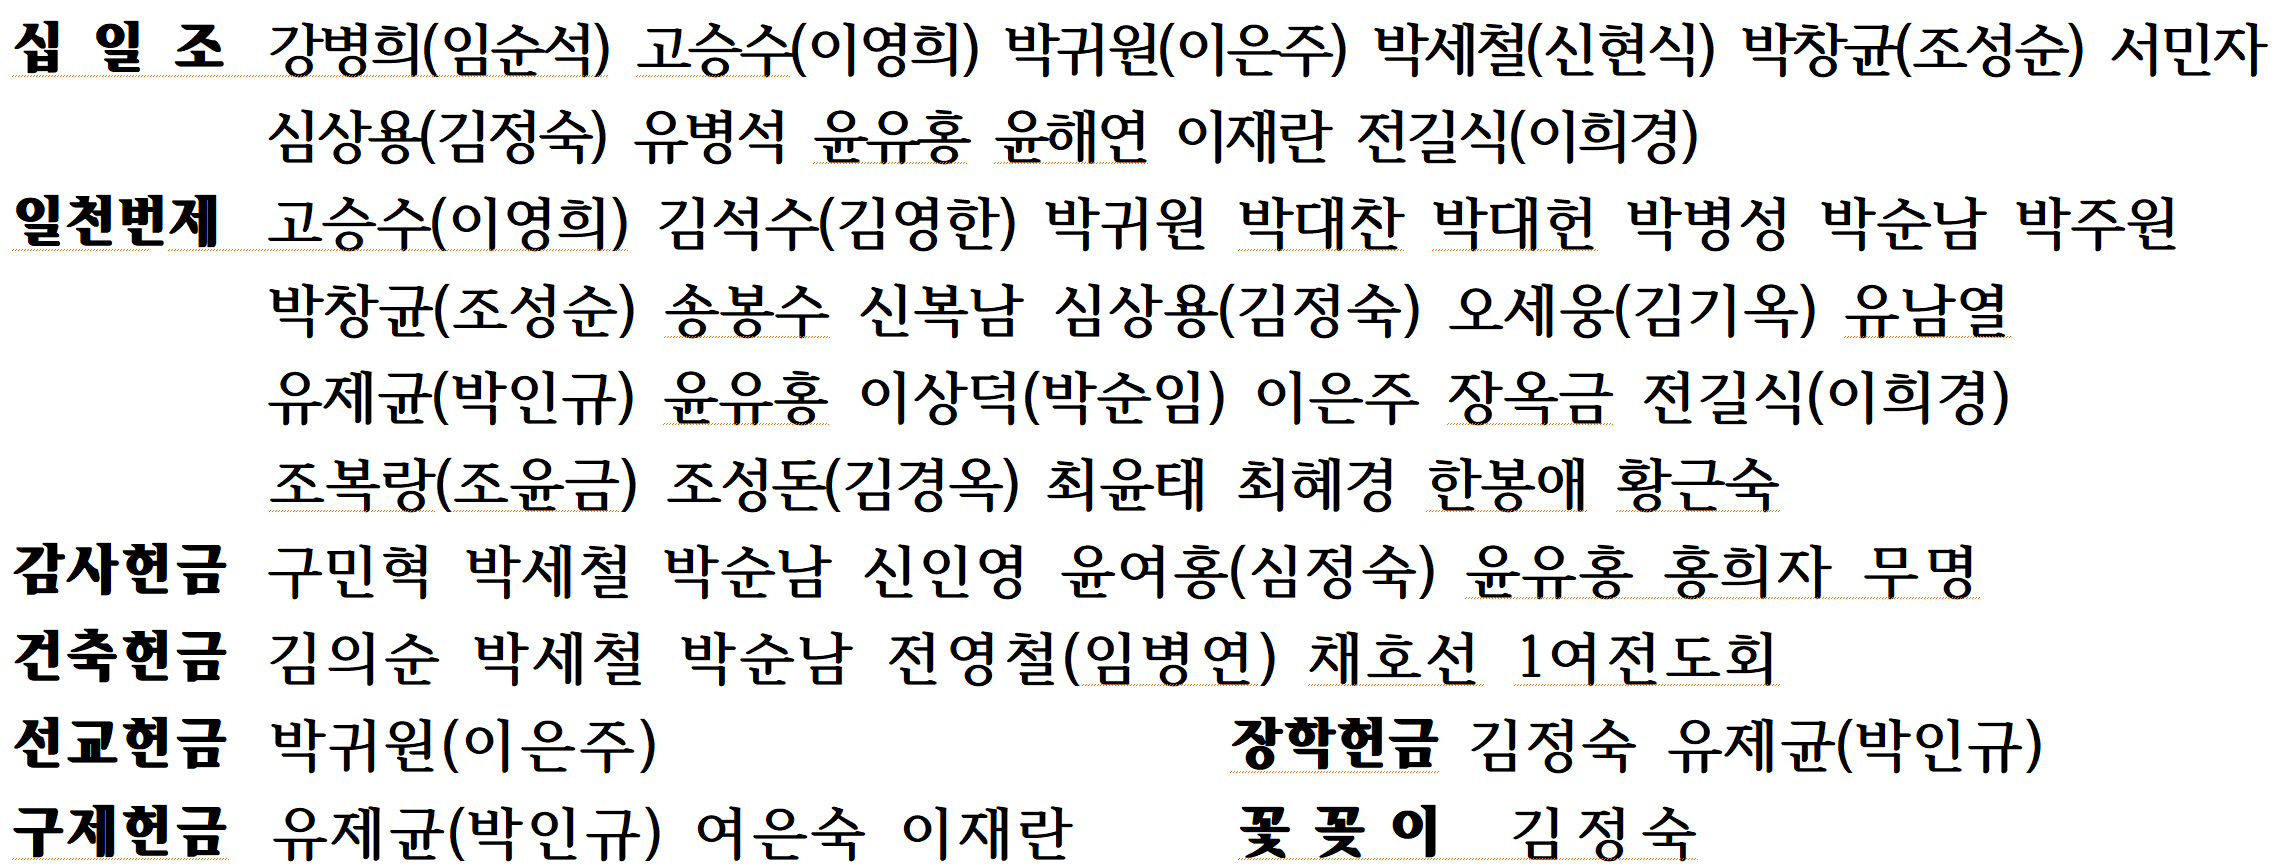 십 일 조 강병희(임순석) 고승수(이영희) 박귀원(이은주) 박세철(신현식) 박창균(조성순) 서민자
심상용(김정숙) 유병석 윤유홍 윤해연 이재란 전길식(이희경)
일천번제 고승수(이영희) 김석수(김영한) 박귀원 박대찬 박대헌 박병성 박순남 박주원
박창균(조성순) 송봉수 신복남 심상용(김정숙) 오세웅(김기옥) 유남열
유제균(박인규) 윤유홍 이상덕(박순임) 이은주 장옥금 전길식(이희경)
조복랑(조윤금) 조성돈(김경옥) 최윤태 최혜경 한봉애 황근숙
감사헌금 구민혁 박세철 박순남 신인영 윤여홍(심정숙) 윤유홍 홍희자 무명
건축헌금 김의순 박세철 박순남 전영철(임병연) 채호선 1여전도회
선교헌금 박귀원(이은주) 장학헌금 김정숙 유제균(박인규)
구제헌금 유제균(박인규) 여은숙 이재란 꽃 꽂 이 김정숙